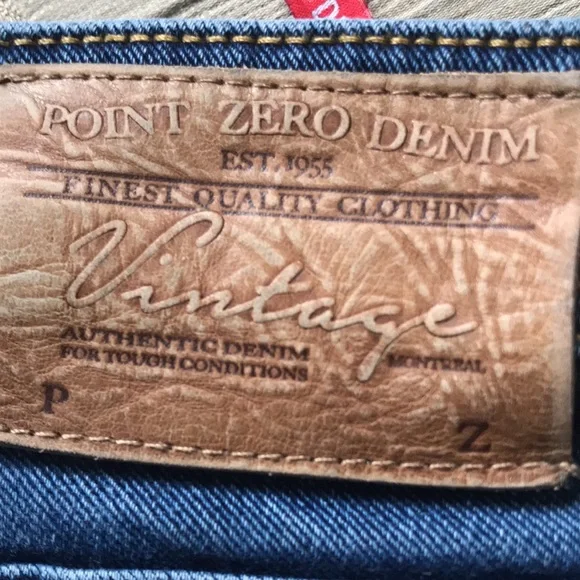 POINT ZERO DENIM
EST. 1955
FINEST QUALITY CLOTHING
Vintage
AUTHENTIC DENIM
FOR TOUGH CONDITIONS
MONTREAL
P
Z